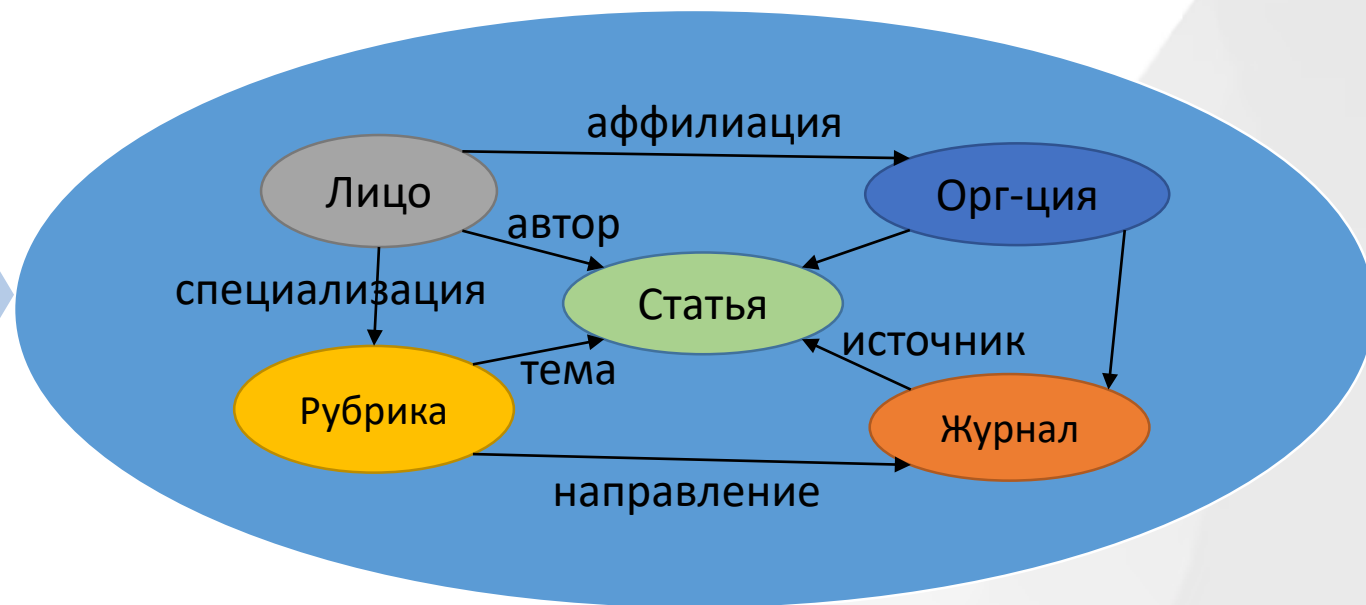 аффилиация
Лицо
Орг-ция
автор
специализация
Статья
источник
тема
Рубрика
Журнал
направление